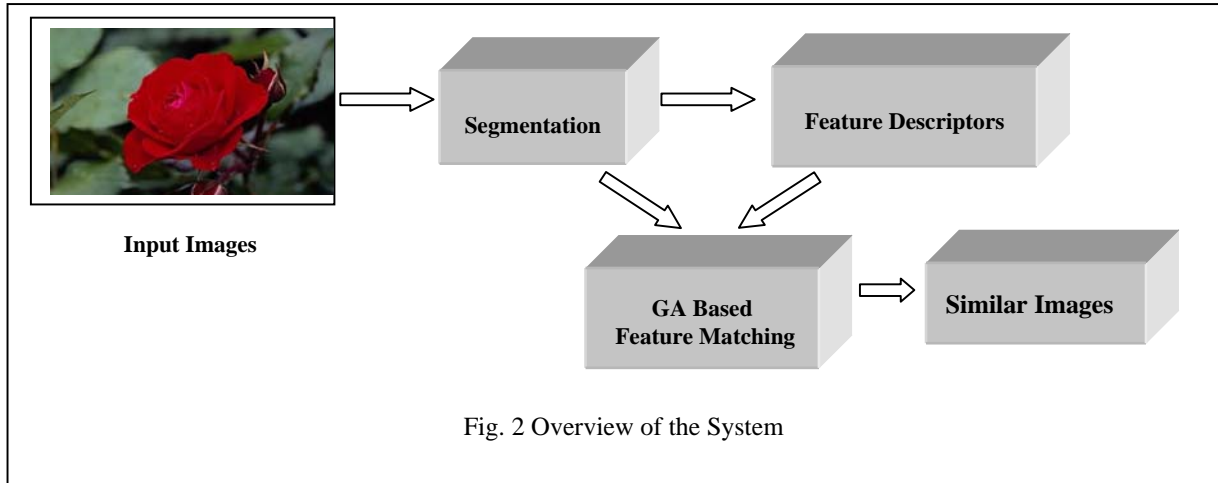 Segmentation
Feature Descriptors
Input Images
GA Based
Feature Matching
Similar Images
Fig. 2 Overview of the System